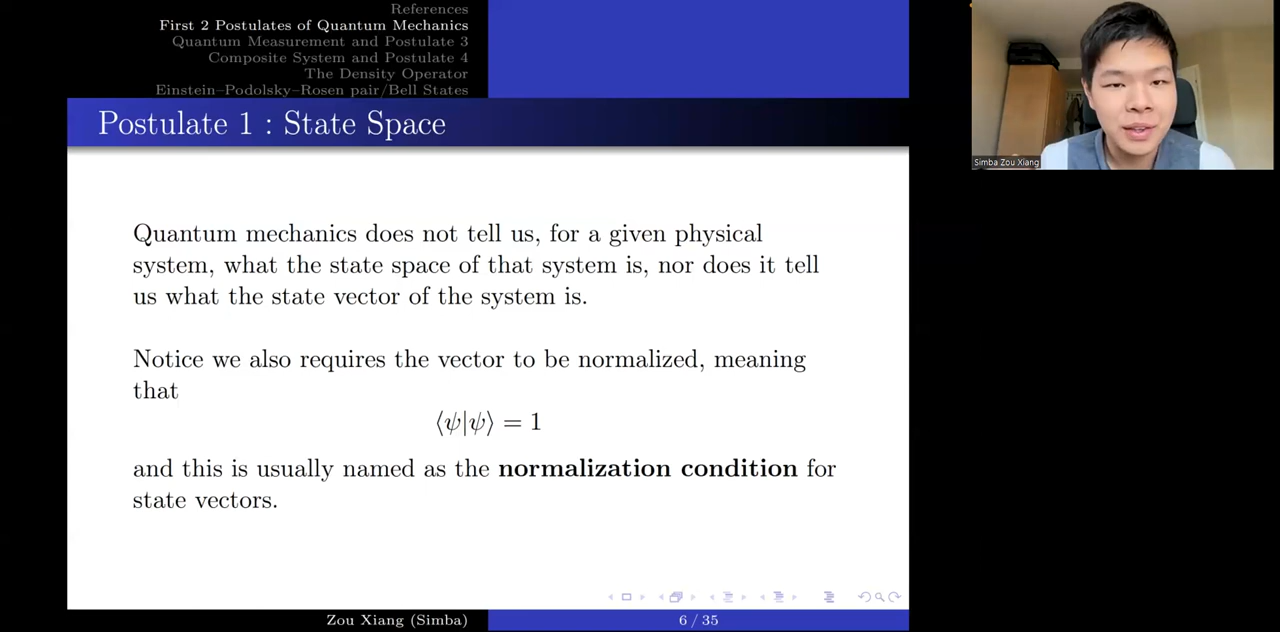 References
First 2 Postulates of Quantum Mechanics
Quantum Measurement and Postulate 3
Composite System and Postulate 4
The Density Operator
Einstein–Podolsky–Rosen pair/Bell States
Postulate 1 : State Space
Quantum mechanics does not tell us, for a given physical
system, what the state space of that system is, nor does it tell
us what the state vector of the system is.
Notice we also requires the vector to be normalized, meaning
that
⟨ψ|ψ⟩ = 1
and this is usually named as the normalization condition for
state vectors.
Zou Xiang (Simba)
6 / 35
Simba Zou Xiang